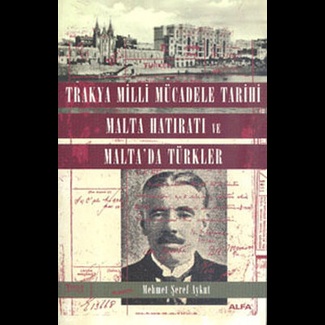 TRAKYA MİLLİ MÜCADELE TARİHİ
MALTA HATIRATI VE
MALTA'DA TÜRKLER
Mehmet Şeref Aykut
ALFA